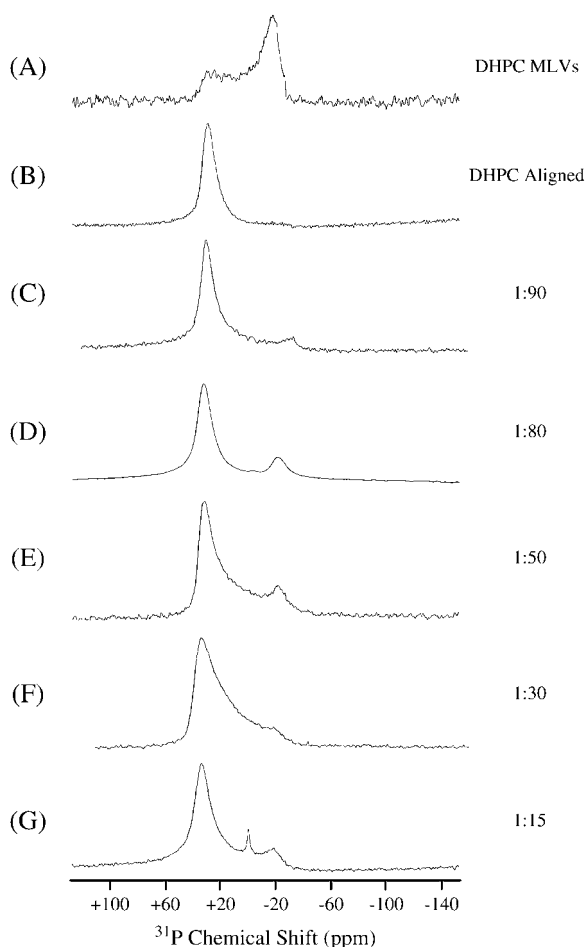 (A) DHPC MLVs
(B) DHPC Aligned
(C) 1:90
(D) 1:80
(E) 1:50
(F) 1:30
(G) 1:15
+100 +60 +20 -20 -60 -100 -140
³¹P Chemical Shift (ppm)